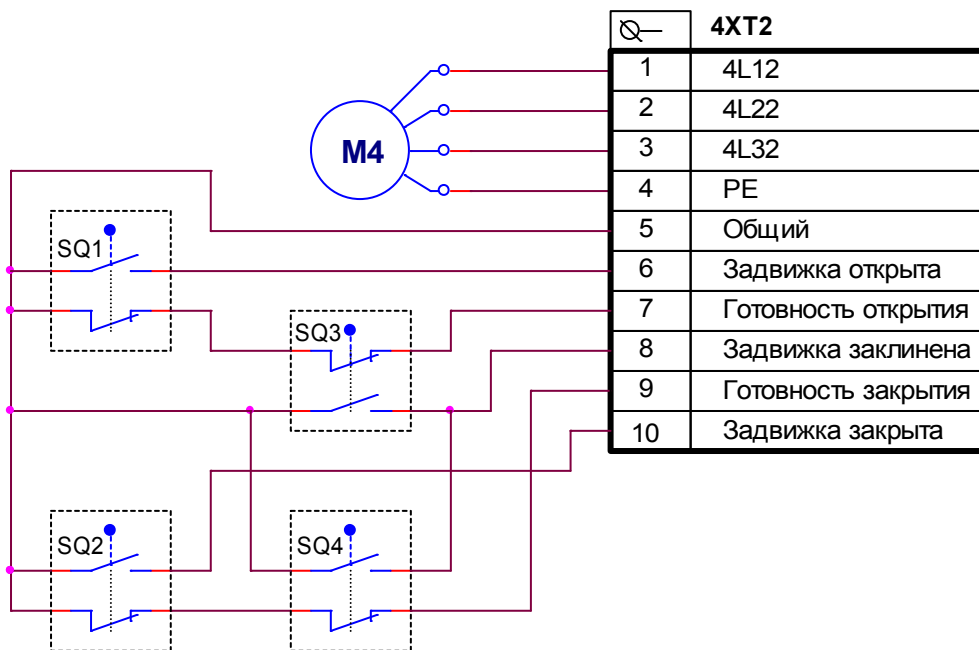 4XT2
1 4L12
2 4L22
3 4L32
4 PE
5 Общий
6 Задвижка открыта
7 Готовность открытия
8 Задвижка заклинена
9 Готовность закрытия
10 Задвижка закрыта
M4
SQ1
SQ3
SQ2
SQ4